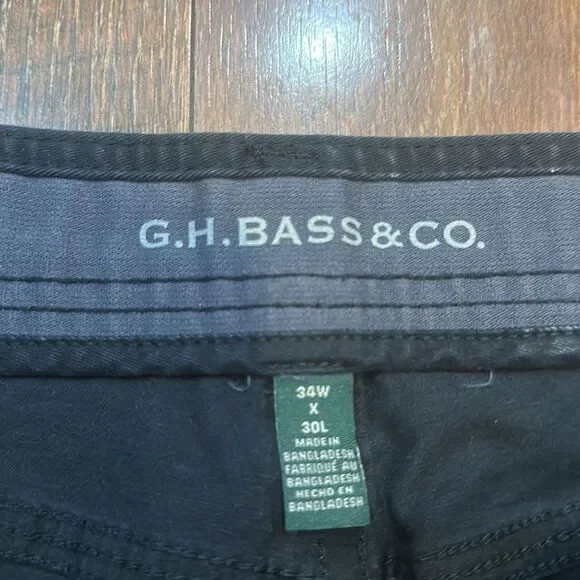 G.H.BASS & CO.
34W
X
30L
MADE IN
BANGLADESH
FABRIQUÉ AU
BANGLADESH
HECHO EN
BANGLADESH